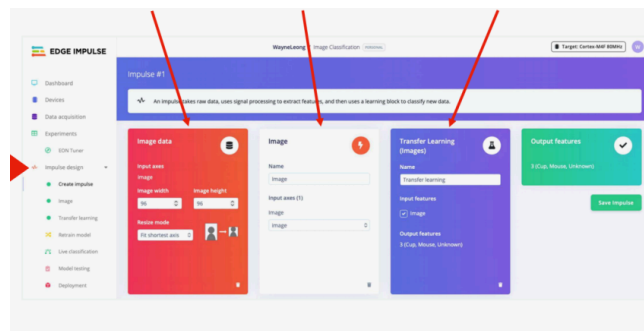 EDGE IMPULSE
WayneLeong
Image Classification
Target: Cortex-M4F 80MHz
Dashboard
Devices
Data acquisition
Experiments
EON Tuner
Impulse design
Create impulse
Image
Transfer learning
Retrain model
Live classification
Model testing
Deployment
Impulse #1
An impulse takes raw data, uses signal processing to extract features, and then uses a learning block to classify new data.
Image data
Input axes
image
Image width
Image height
96
96
Resize mode
Fit shortest axis
Image
Name
Image
Input axes (1)
Image
image
Transfer Learning
(Images)
Name
Transfer learning
Input features
Image
Output features
3 (Cup, Mouse, Unknown)
Output features
3 (Cup, Mouse, Unknown)
Save Impulse